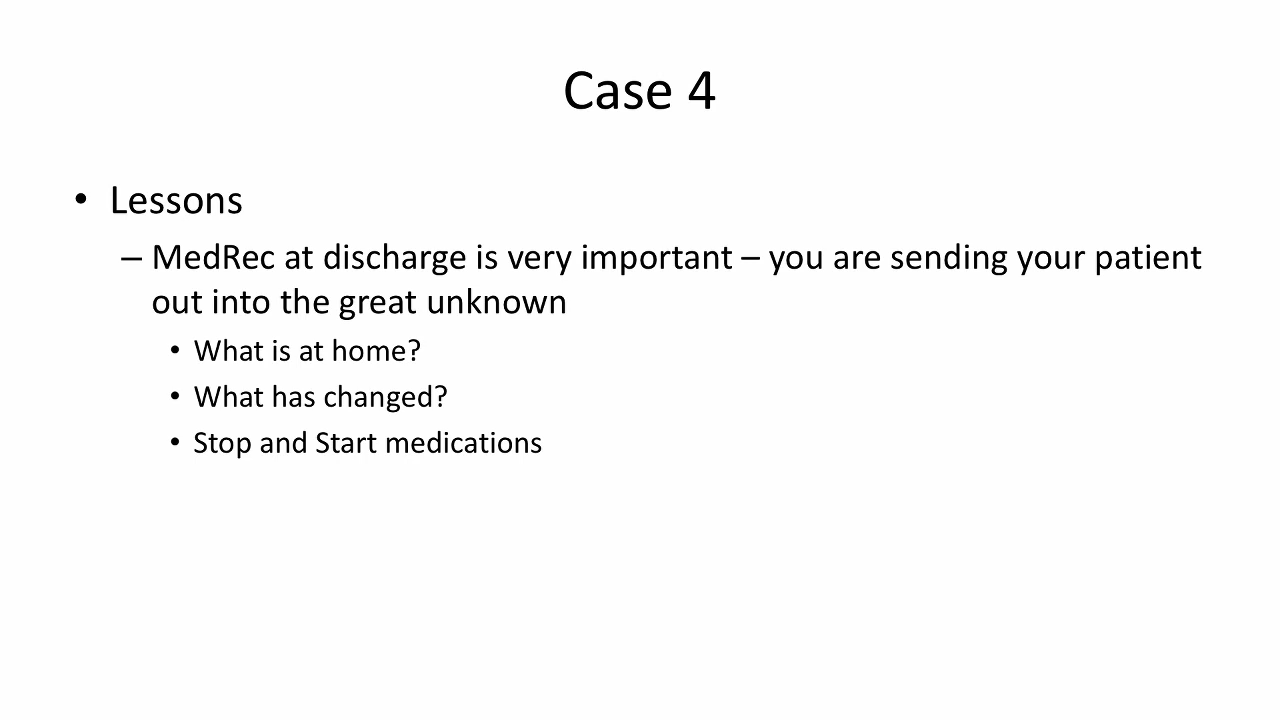 Case 4
• Lessons
– MedRec at discharge is very important – you are sending your patient
out into the great unknown
• What is at home?
• What has changed?
• Stop and Start medications